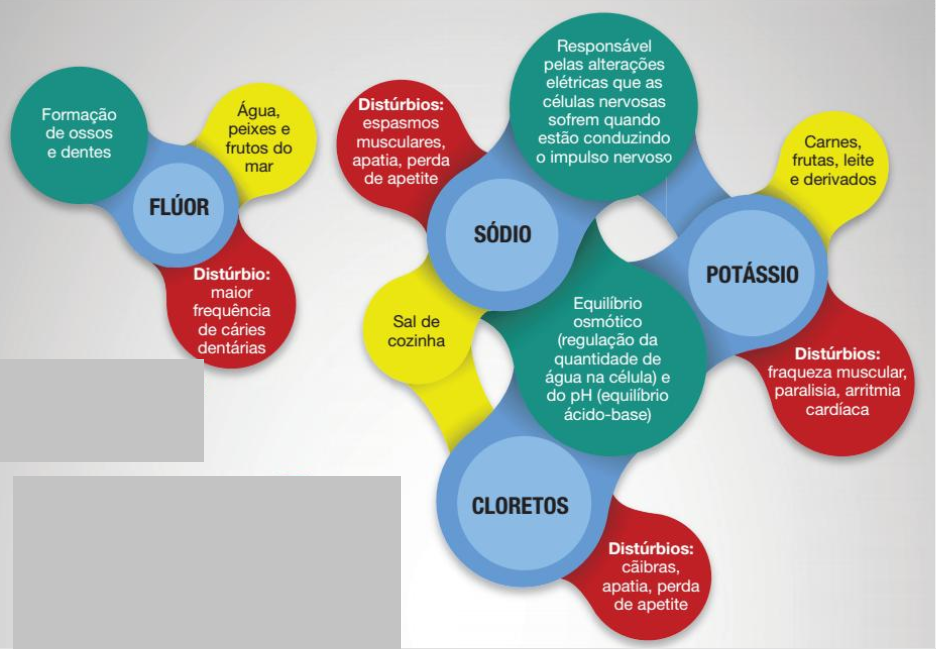 Formação
de ossos
e dentes
Água,
peixes e
frutos do
mar
FLÚOR
Distúrbio:
maior
frequência
de cáries
dentárias
Distúrbios:
espasmos
musculares,
apatia, perda
de apetite
Responsável
pelas alterações
elétricas que as
células nervosas
sofrem quando
estão conduzindo
o impulso nervoso
SÓDIO
Sal de
cozinha
Equilíbrio
osmótico
(regulação da
quantidade de
água na célula) e
do pH (equilíbrio
ácido-base)
Carnes,
frutas, leite
e derivados
POTÁSSIO
Distúrbios:
fraqueza muscular,
paralisia, arritmia
cardíaca
CLORETOS
Distúrbios:
cãibras,
apatia, perda
de apetite